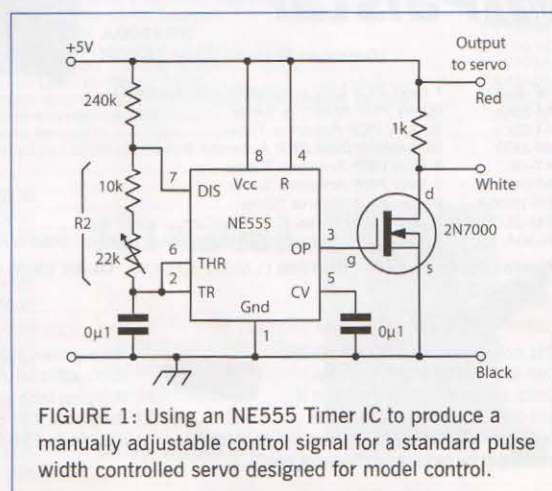 +5V
Output
to servo
Red
240k
1k
8
4
7
White
10k
DIS
Vcc
R
d
R2
NE555
3
2N7000
6
OP
22k
THR
g
s
2
5
TR
CV
Gnd
0µ1
1
0µ1
Black
FIGURE 1: Using an NE555 Timer IC to produce a
manually adjustable control signal for a standard pulse
width controlled servo designed for model control.